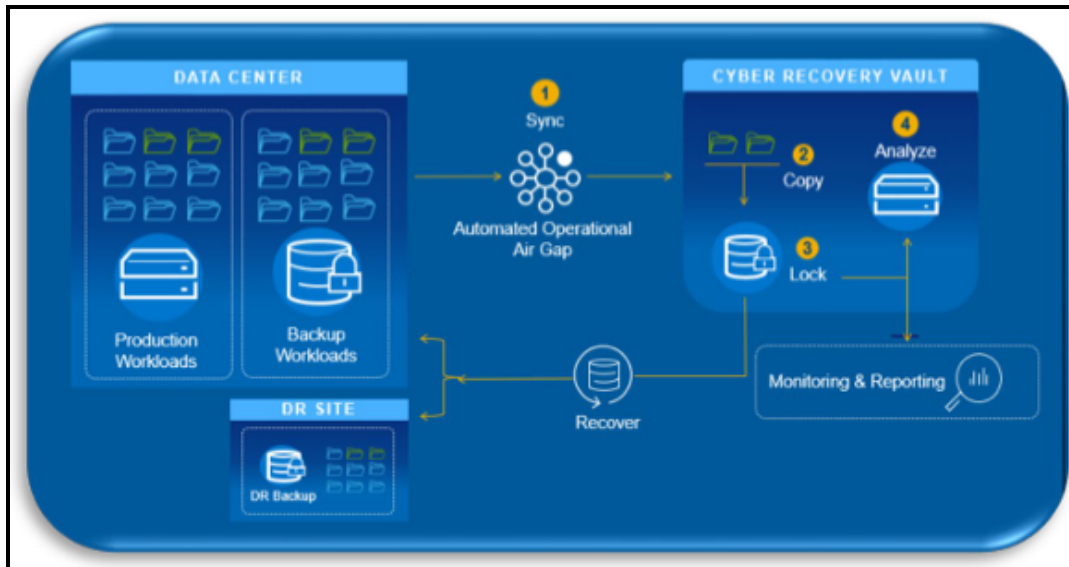 DATA CENTER
Production
Workloads
Backup
Workloads
1
Sync
Automated Operational
Air Gap
CYBER RECOVERY VAULT
2
Copy
3
Lock
4
Analyze
Monitoring & Reporting
Recover
DR SITE
DR Backup